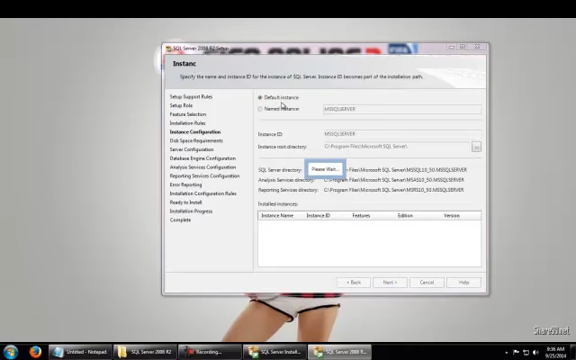 SQL Server 2008 R2 Setup
Instanc
Specify the name and instance ID for the instance of SQL Server. Instance ID becomes part of the installation path.
Setup Support Rules
Setup Role
Feature Selection
Installation Rules
Instance Configuration
Disk Space Requirements
Server Configuration
Database Engine Configuration
Analysis Services Configuration
Reporting Services Configuration
Error Reporting
Installation Configuration Rules
Ready to Install
Installation Progress
Complete
Default instance
Named instance:
MSSQLSERVER
Instance ID
MSSQLSERVER
Instance root directory:
C:\Program Files\Microsoft SQL Server\
...
Please Wait...
SQL Server directory:
Files\Microsoft SQL Server\MSSQL10_50.MSSQLSERVER
Analysis Services directory:
C:\Program Files\Microsoft SQL Server\MSAS10_50.MSSQLSERVER
Reporting Services directory:
C:\Program Files\Microsoft SQL Server\MSRS10_50.MSSQLSERVER
Installed instances:
Instance Name Instance ID Features Edition Version
< Back Next > Cancel Help
Untitled - Notepad
SQL Server 2008 R2
Recording...
SQL Server Install...
SQL Server 2008 R...
9:36 AM